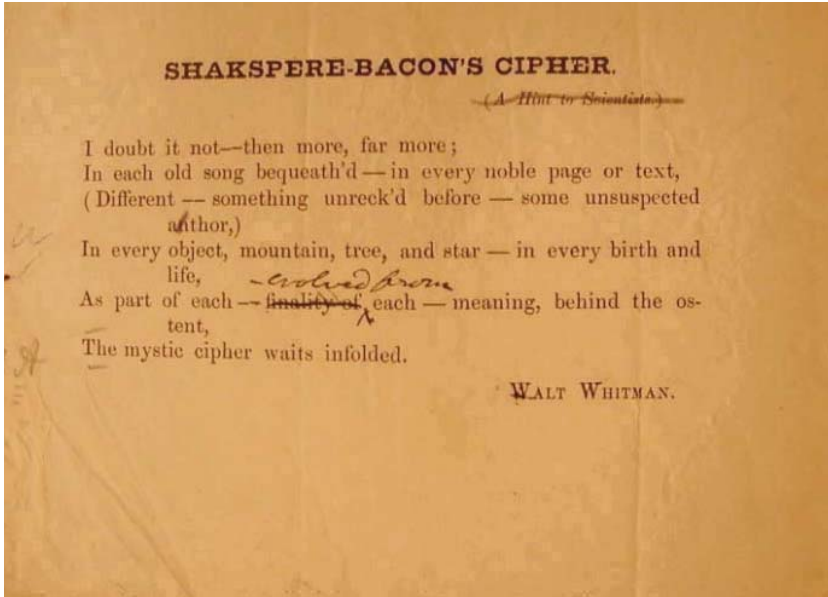 SHAKSPERE-BACON'S CIPHER.
(A Hint to Scientists.)
I doubt it not—then more, far more;
In each old song bequeath'd — in every noble page or text,
(Different — something unreck'd before — some unsuspected
author,)
In every object, mountain, tree, and star — in every birth and
life,
—evolved from
As part of each — finality of each — meaning, behind the os-
tent,
The mystic cipher waits infolded.
WALT WHITMAN.